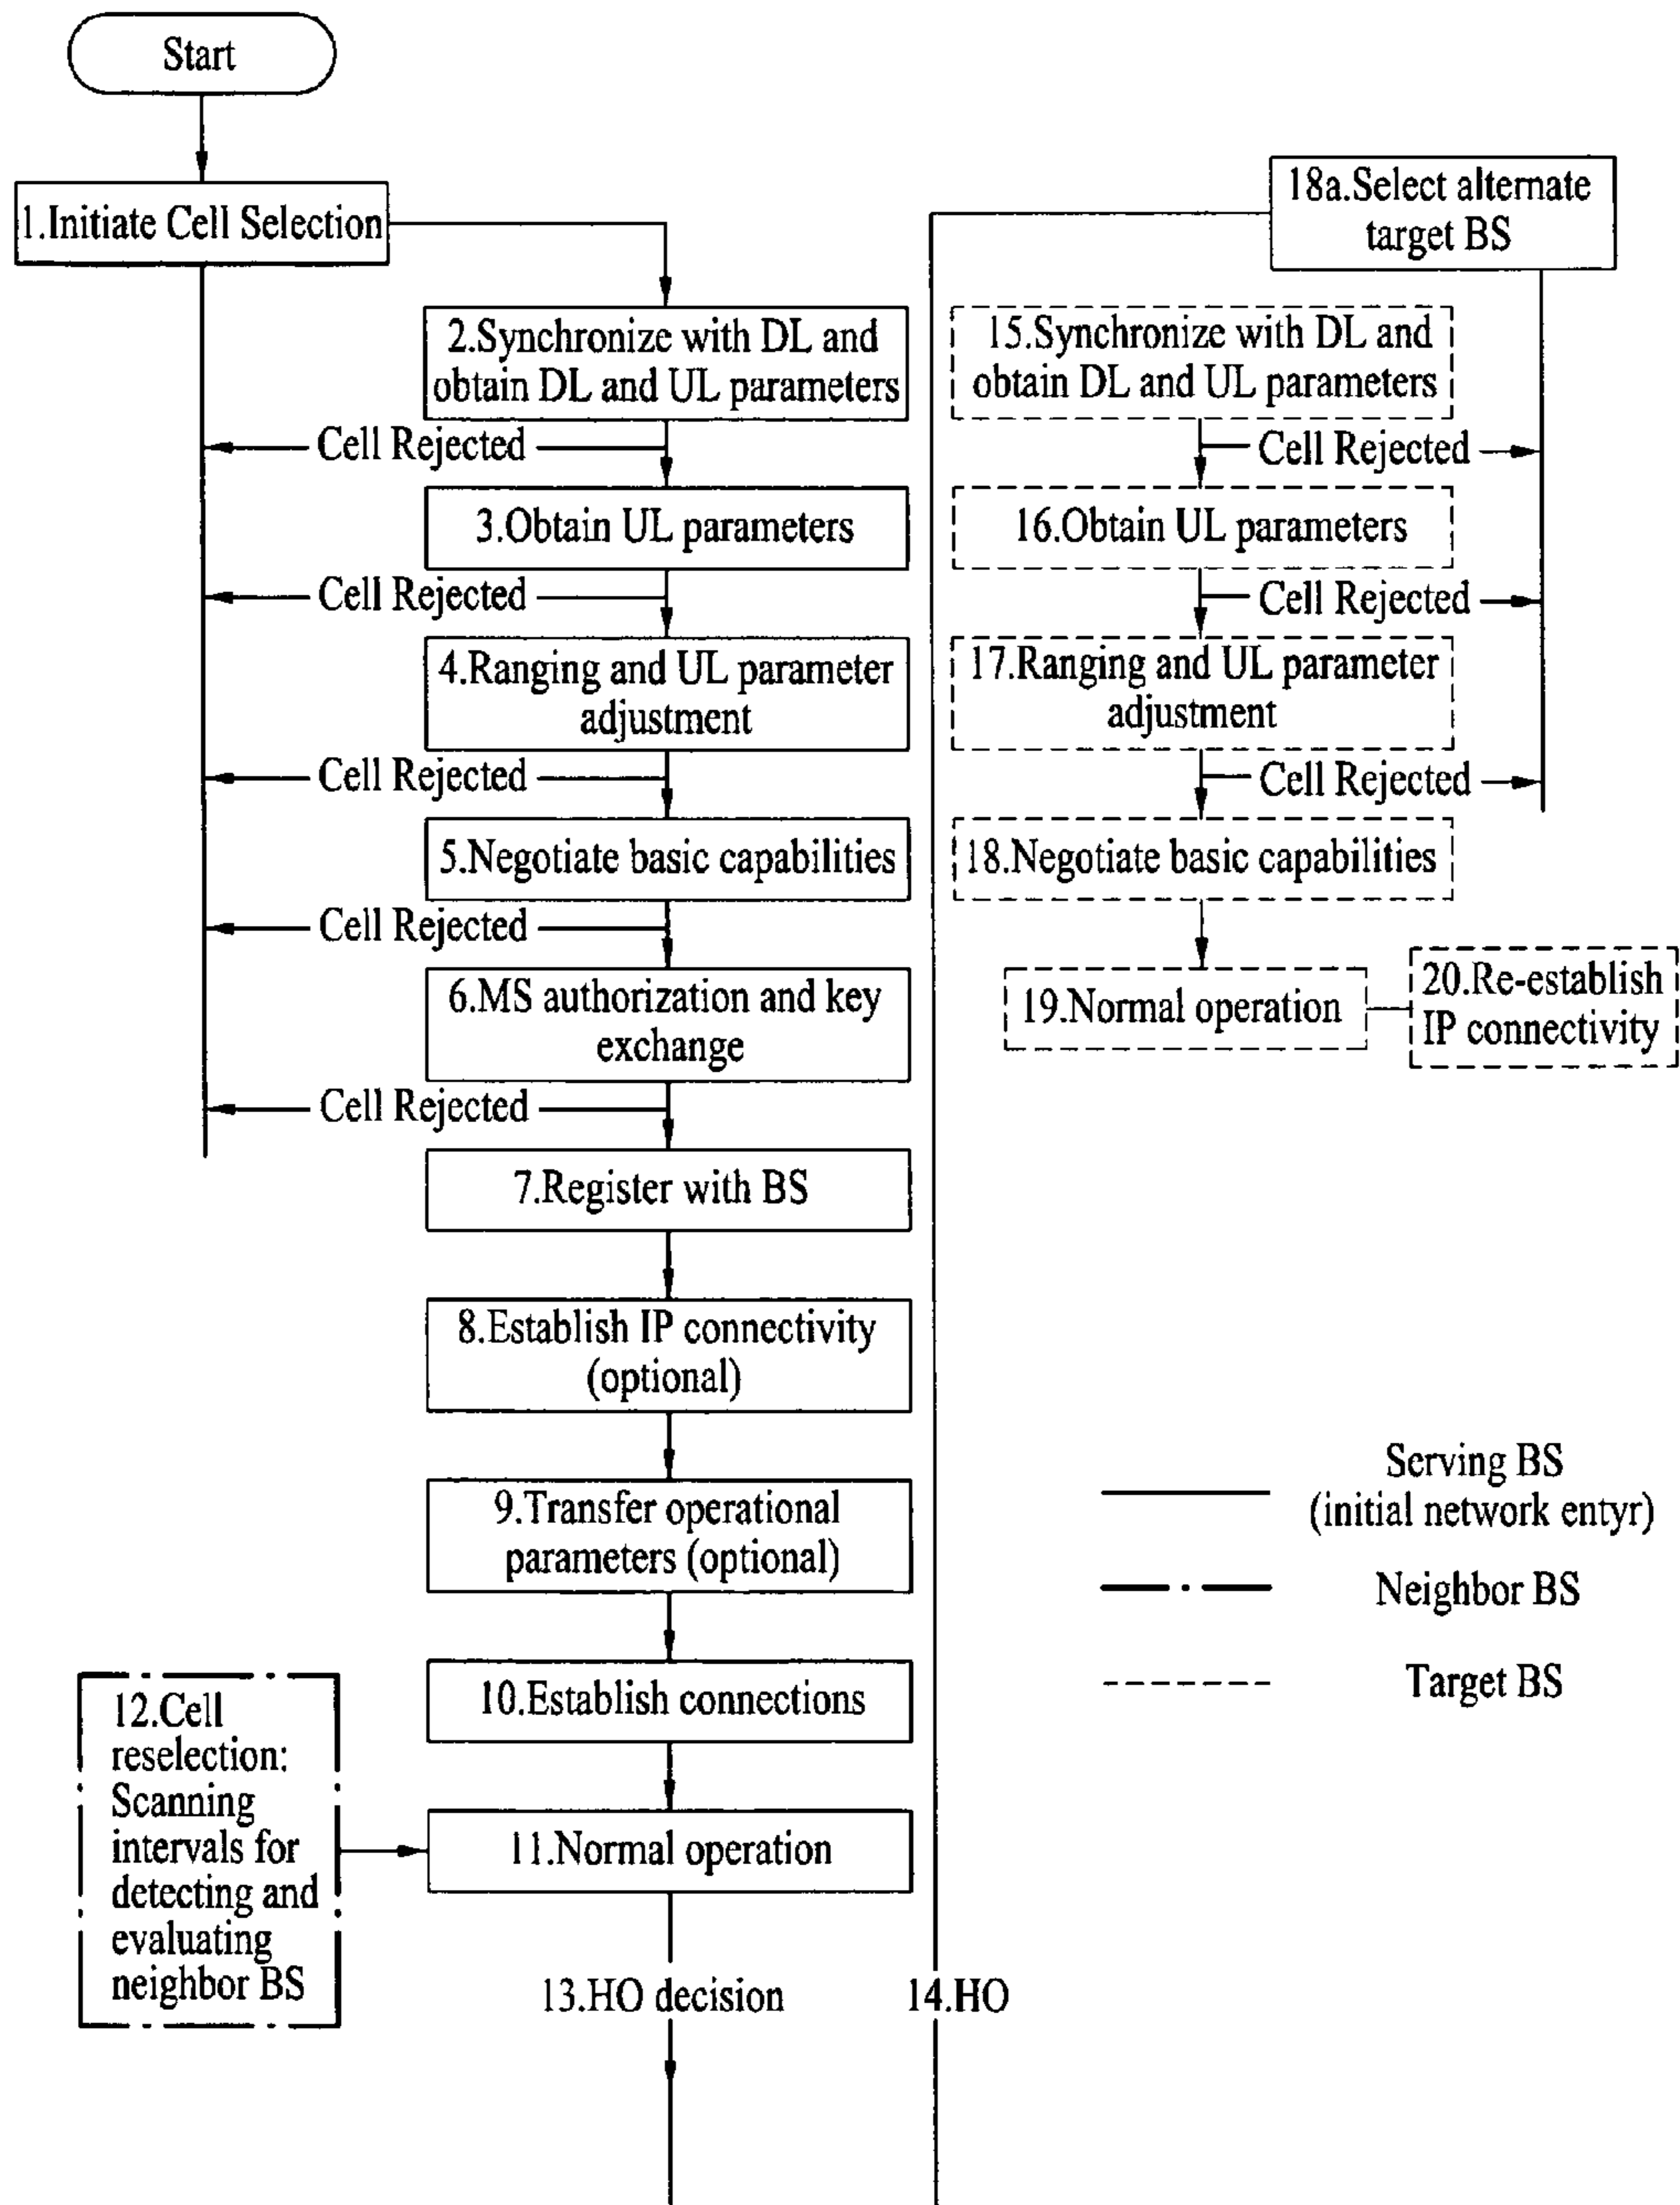 Start
1.Initiate Cell Selection
2.Synchronize with DL and
obtain DL and UL parameters
Cell Rejected
3.Obtain UL parameters
Cell Rejected
4.Ranging and UL parameter
adjustment
Cell Rejected
5.Negotiate basic capabilities
Cell Rejected
6.MS authorization and key
exchange
Cell Rejected
7.Register with BS
8.Establish IP connectivity
(optional)
9.Transfer operational
parameters (optional)
10.Establish connections
12.Cell
reselection:
Scanning
intervals for
detecting and
evaluating
neighbor BS
11.Normal operation
13.HO decision
14.HO
18a.Select alternate
target BS
15.Synchronize with DL and
obtain DL and UL parameters
Cell Rejected
16.Obtain UL parameters
Cell Rejected
17.Ranging and UL parameter
adjustment
Cell Rejected
18.Negotiate basic capabilities
19.Normal operation
20.Re-establish
IP connectivity
Serving BS
(initial network entyr)
Neighbor BS
Target BS